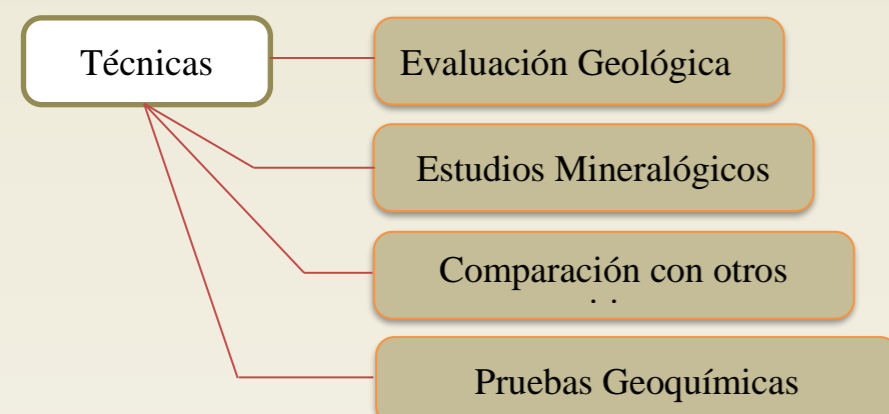 Técnicas
Evaluación Geológica
Estudios Mineralógicos
Comparación con otros
Pruebas Geoquímicas